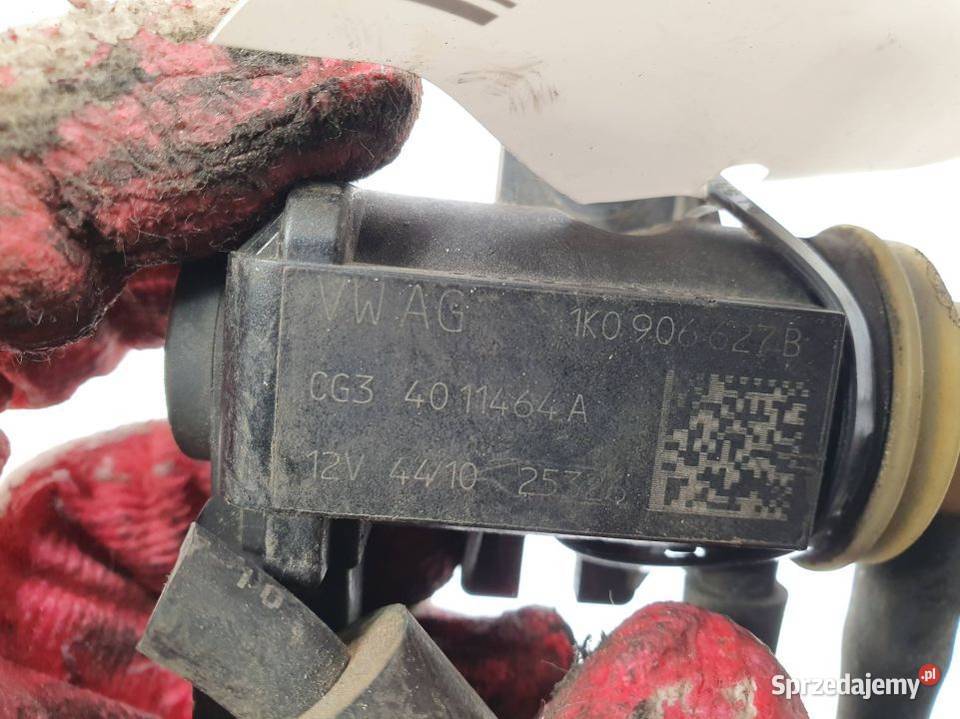 VW AG 1K0 906 627 B
CG3 40 11464 A
12V 44/10
Sprzedajemy.pl